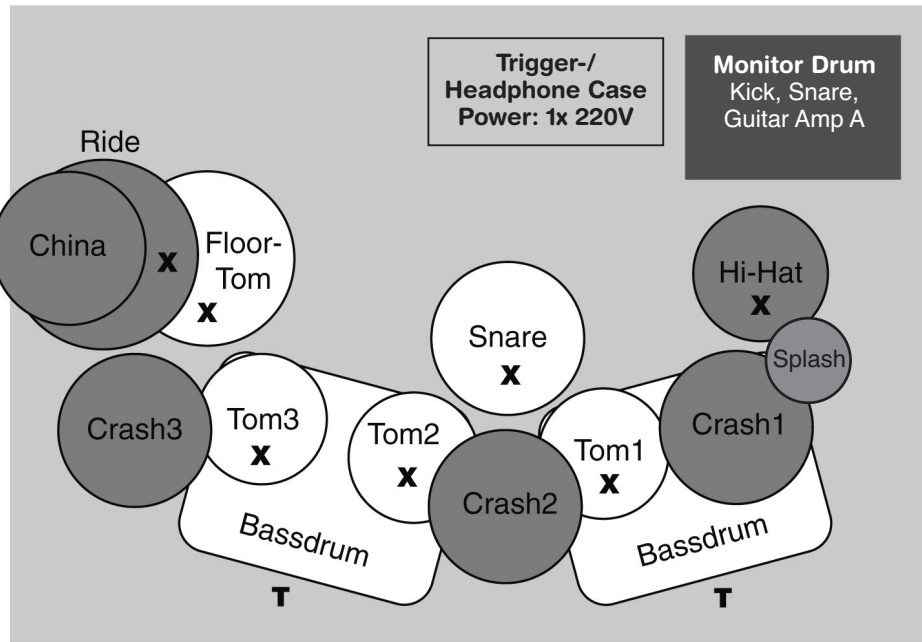 Trigger-/
Headphone Case
Power: 1x 220V
Monitor Drum
Kick, Snare,
Guitar Amp A
Ride
China
X
Floor-
Tom
X
Hi-Hat
X
Snare
X
Splash
Crash3
Tom3
X
Tom2
X
Crash2
Tom1
X
Crash1
Bassdrum
T
Bassdrum
T